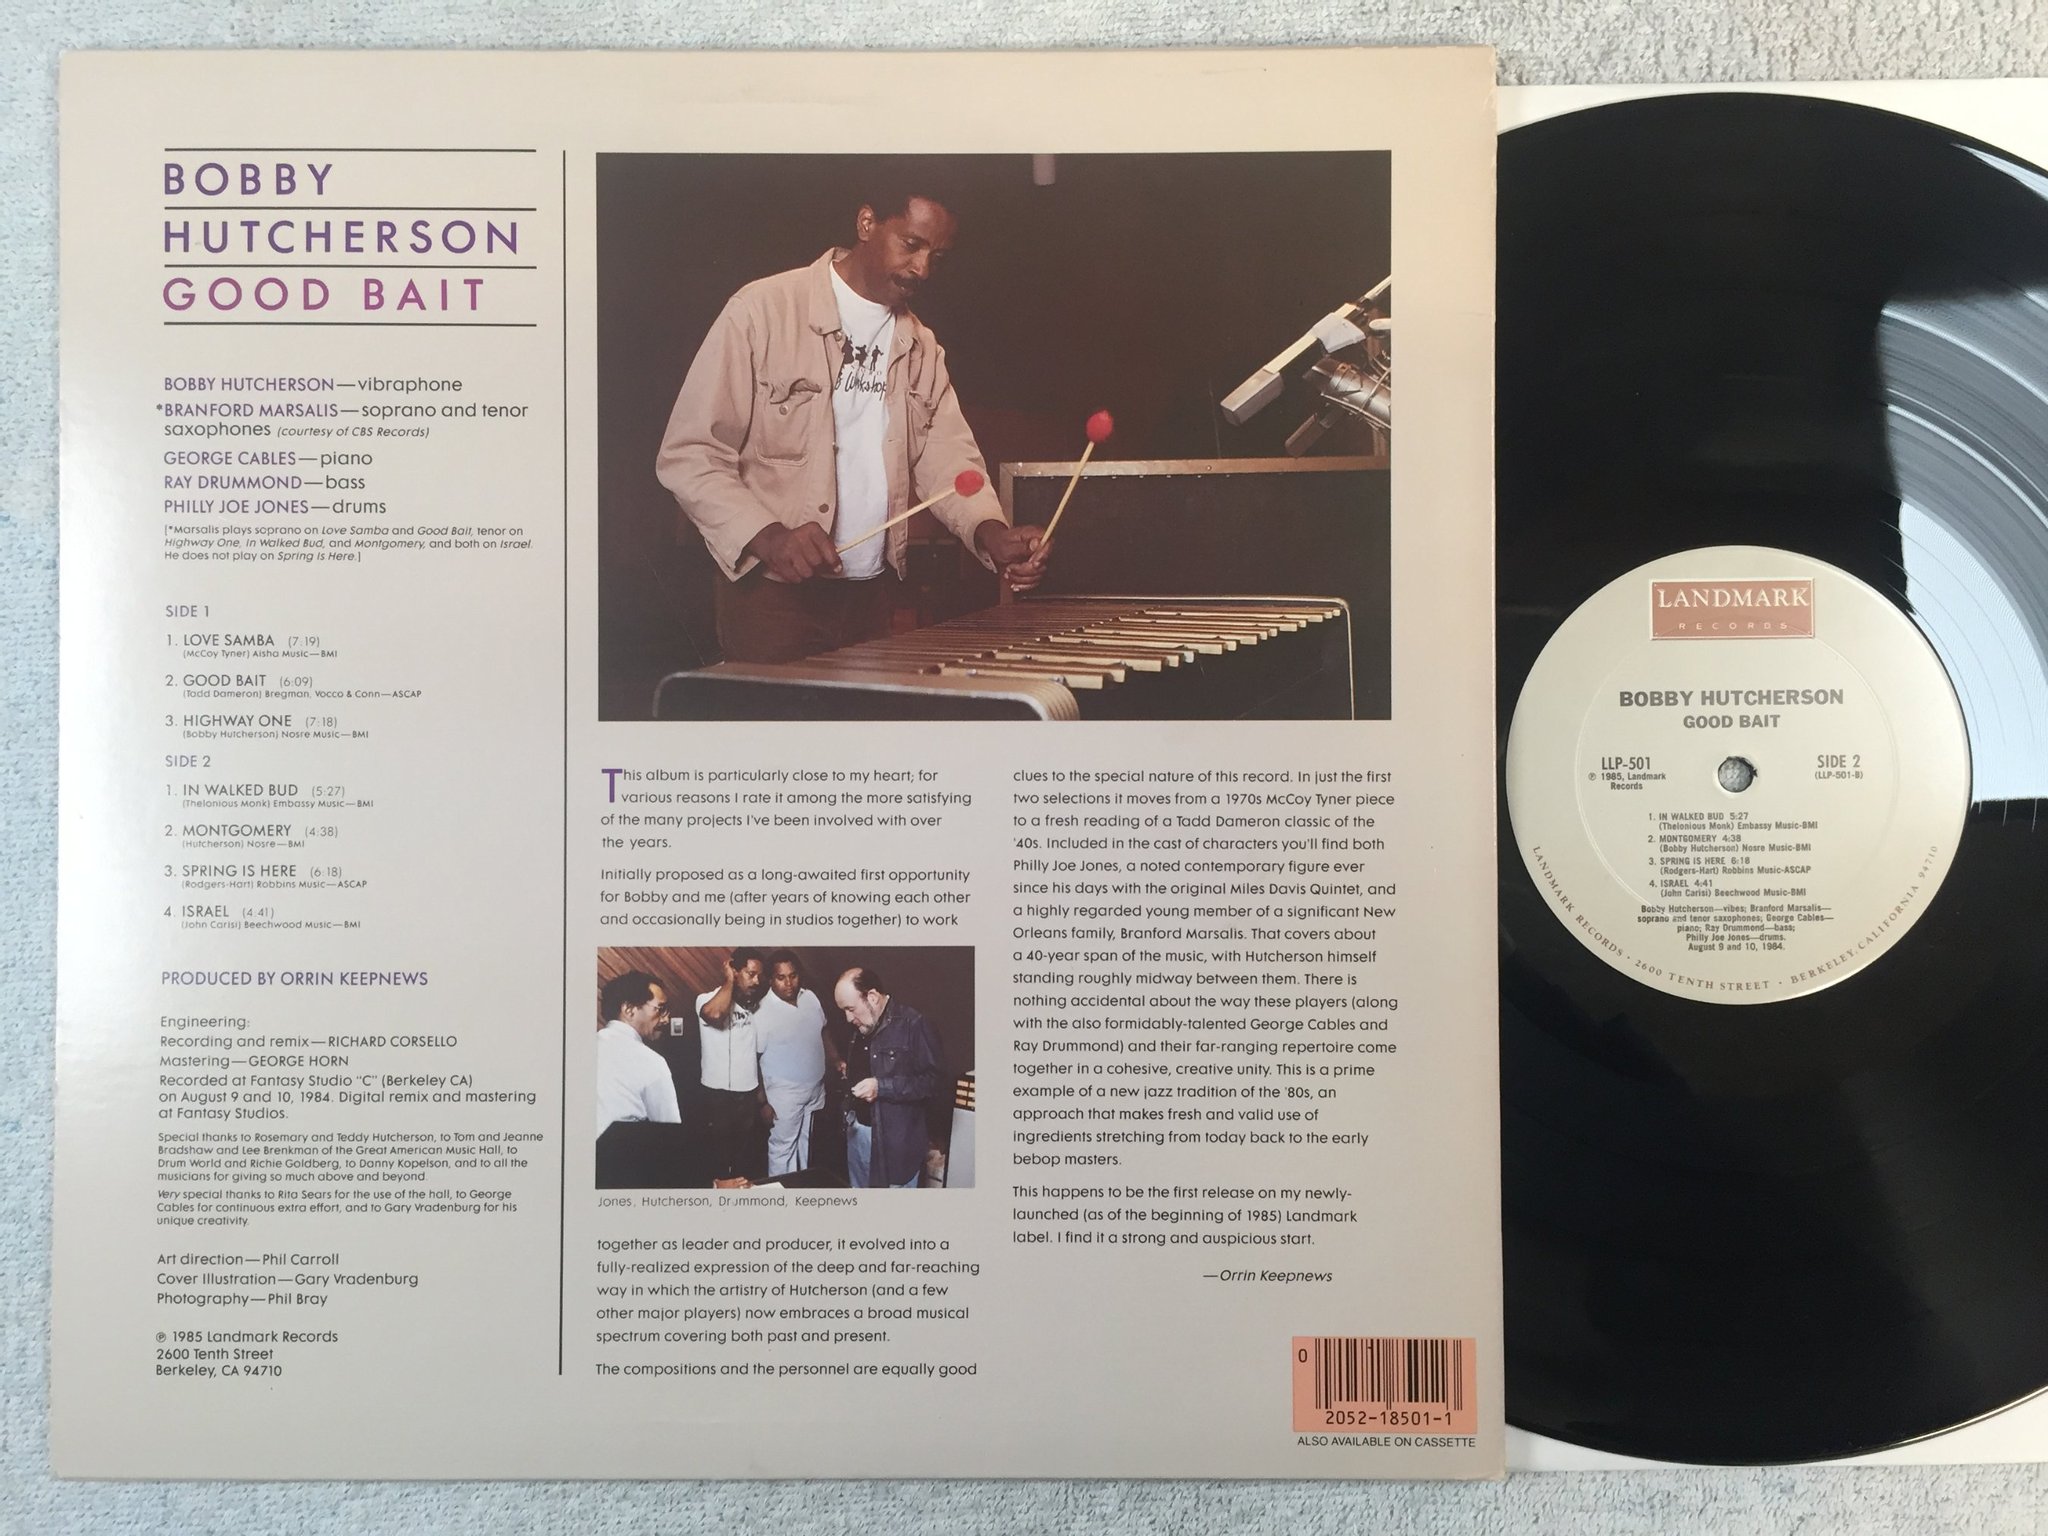 BOBBY
HUTCHERSON
GOOD BAIT
BOBBY HUTCHERSON—vibraphone
*BRANFORD MARSALIS—soprano and tenor
saxophones (courtesy of CBS Records)
GEORGE CABLES—piano
RAY DRUMMOND—bass
PHILLY JOE JONES—drums
[*Marsalis plays soprano on Love Samba and Good Bait, tenor on
Highway One, In Walked Bud, and Montgomery, and both on Israel.
He does not play on Spring Is Here.]
SIDE 1
1. LOVE SAMBA (7:19)
(McCoy Tyner) Aisha Music—BMI
2. GOOD BAIT (6:09)
(Tadd Dameron) Bregman, Vocco & Conn—ASCAP
3. HIGHWAY ONE (7:18)
(Bobby Hutcherson) Nosre Music—BMI
SIDE 2
1. IN WALKED BUD (5:27)
(Thelonious Monk) Embassy Music—BMI
2. MONTGOMERY (4:38)
(Hutcherson) Nosre—BMI
3. SPRING IS HERE (6:18)
(Rodgers-Hart) Robbins Music—ASCAP
4. ISRAEL (4:41)
(John Carisi) Beechwood Music—BMI
PRODUCED BY ORRIN KEEPNEWS
Engineering:
Recording and remix—RICHARD CORSELLO
Mastering—GEORGE HORN
Recorded at Fantasy Studio "C" (Berkeley CA)
on August 9 and 10, 1984. Digital remix and mastering
at Fantasy Studios.
Special thanks to Rosemary and Teddy Hutcherson, to Tom and Jeanne
Bradshaw and Lee Brenkman of the Great American Music Hall, to
Drum World and Richie Goldberg, to Danny Kopelson, and to all the
musicians for giving so much above and beyond.
Very special thanks to Rita Sears for the use of the hall, to George
Cables for continuous extra effort, and to Gary Vradenburg for his
unique creativity.
Art direction—Phil Carroll
Cover Illustration—Gary Vradenburg
Photography—Phil Bray
℗ 1985 Landmark Records
2600 Tenth Street
Berkeley, CA 94710
This album is particularly close to my heart; for
various reasons I rate it among the more satisfying
of the many projects I've been involved with over
the years.
Initially proposed as a long-awaited first opportunity
for Bobby and me (after years of knowing each other
and occasionally being in studios together) to work
Jones, Hutcherson, Drummond, Keepnews
together as leader and producer, it evolved into a
fully-realized expression of the deep and far-reaching
way in which the artistry of Hutcherson (and a few
other major players) now embraces a broad musical
spectrum covering both past and present.
The compositions and the personnel are equally good
clues to the special nature of this record. In just the first
two selections it moves from a 1970s McCoy Tyner piece
to a fresh reading of a Tadd Dameron classic of the
'40s. Included in the cast of characters you'll find both
Philly Joe Jones, a noted contemporary figure ever
since his days with the original Miles Davis Quintet, and
a highly regarded young member of a significant New
Orleans family, Branford Marsalis. That covers about
a 40-year span of the music, with Hutcherson himself
standing roughly midway between them. There is
nothing accidental about the way these players (along
with the also formidably-talented George Cables and
Ray Drummond) and their far-ranging repertoire come
together in a cohesive, creative unity. This is a prime
example of a new jazz tradition of the '80s, an
approach that makes fresh and valid use of
ingredients stretching from today back to the early
bebop masters.
This happens to be the first release on my newly-
launched (as of the beginning of 1985) Landmark
label. I find it a strong and auspicious start.
—Orrin Keepnews
0
2052-18501-1
ALSO AVAILABLE ON CASSETTE
LANDMARK
RECORDS
BOBBY HUTCHERSON
GOOD BAIT
LLP-501
℗ 1985, Landmark
Records
SIDE 2
(LLP-501-B)
1. IN WALKED BUD 5:27
(Thelonious Monk) Embassy Music-BMI
2. MONTGOMERY 4:38
(Bobby Hutcherson) Nosre Music-BMI
3. SPRING IS HERE 6:18
(Rodgers-Hart) Robbins Music-ASCAP
4. ISRAEL 4:41
(John Carisi) Beechwood Music-BMI
Bobby Hutcherson—vibes; Branford Marsalis—
soprano and tenor saxophones; George Cables—
piano; Ray Drummond—bass;
Philly Joe Jones—drums.
August 9 and 10, 1984.
LANDMARK RECORDS • 2600 TENTH STREET • BERKELEY, CALIFORNIA 94710